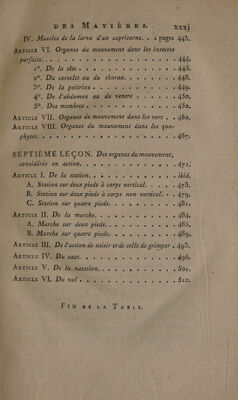 DES MATIÈRES. xxxj
IV. Muscles de la larve d'un capricorne. . . pages 443.
ARTICLE VI. Organes du mouvement dans les insectes
parfaits. . . . . . . . . . . . . . . . . . . . 444.
1°. De la tête . . . . . . . . . . . . . . . . 445.
2°. Du corselet ou du thorax. . . . . . . . . . 448.
3°. De la poitrine . . . . . . . . . . . . . . 449.
4°. De l'abdomen ou du ventre . . . . . . . . . 450.
5°. Des membres . . . . . . . . . . . . . . . . 452.
ARTICLE VII. Organes du mouvement dans les vers . . 462.
ARTICLE VIII. Organes du mouvement dans les zoo-
phytes. . . . . . . . . . . . . . . . . . . . . 467.
SEPTIÈME LEÇON. Des organes du mouvement,
considérés en action. . . . . . . . . . . . . . 471.
ARTICLE I. De la station. . . . . . . . . . . . ibid.
A. Station sur deux pieds à corps vertical. . . . 473.
B. Station sur deux pieds à corps non vertical. . 479.
C. Station sur quatre pieds. . . . . . . . . . . 481.
ARTICLE II. De la marche. . . . . . . . . . . . 484.
A. Marche sur deux pieds. . . . . . . . . . . . 485.
B. Marche sur quatre pieds. . . . . . . . . . . 489.
ARTICLE III. De l'action de saisir et de celle de grimper . 493.
ARTICLE IV. Du saut. . . . . . . . . . . . . . . 496.
ARTICLE V. De la natation. . . . . . . . . . . . 501.
ARTICLE VI. Du vol . . . . . . . . . . . . . . . 510.
FIN DE LA TABLE.